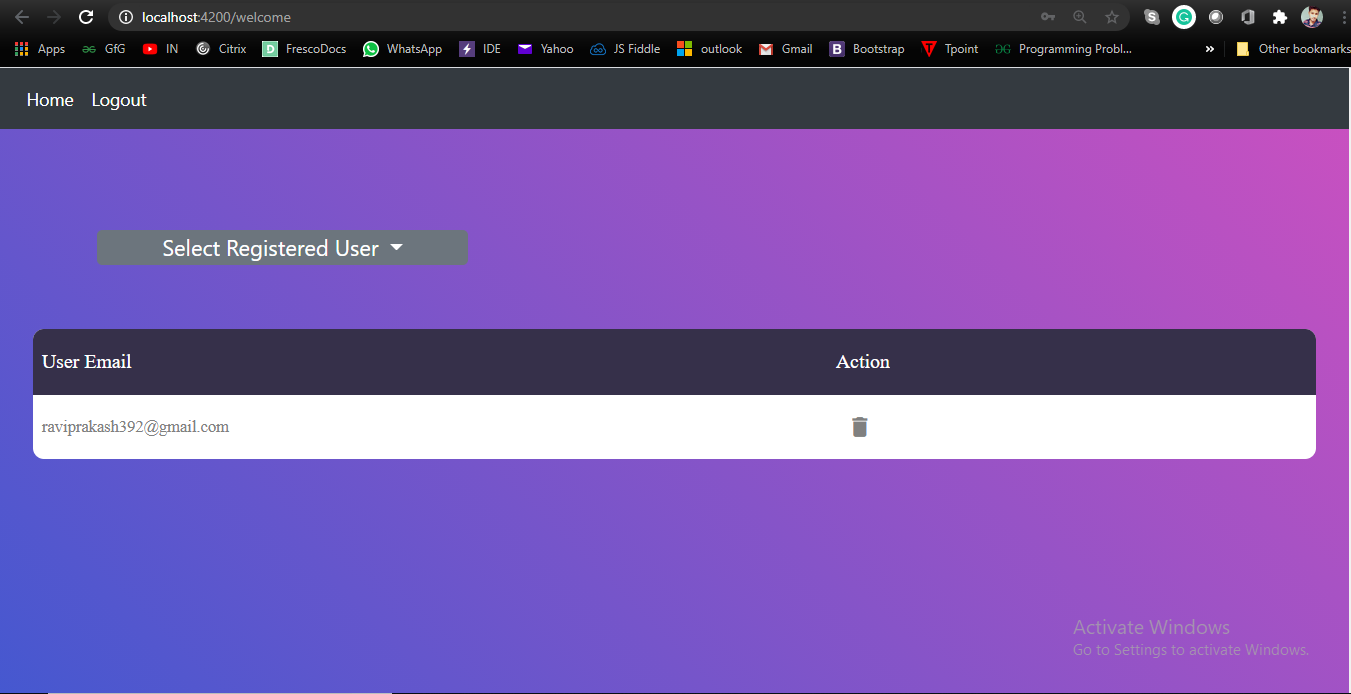 localhost:4200/welcome
Apps GfG IN Citrix FrescoDocs WhatsApp IDE Yahoo JS Fiddle outlook Gmail Bootstrap Tpoint Programming Probl... » Other bookmarks
Home Logout
Select Registered User
User Email Action
raviprakash392@gmail.com
Activate Windows
Go to Settings to activate Windows.